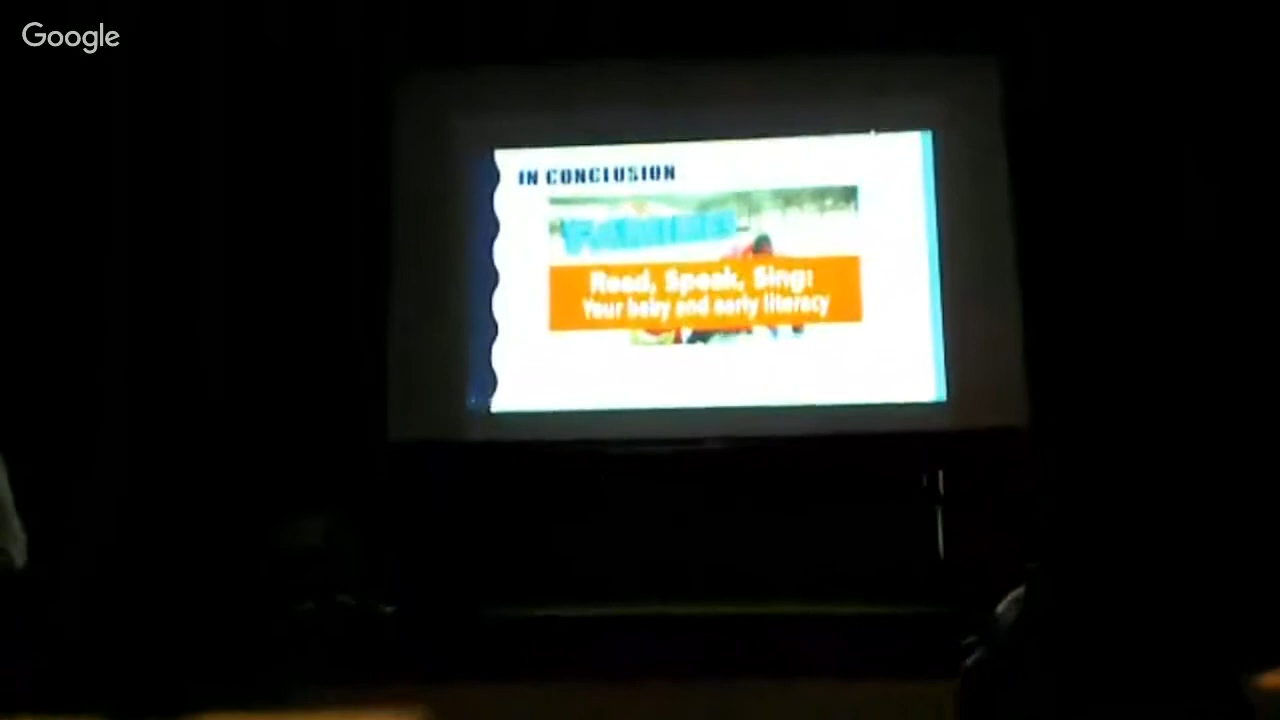 Google
IN CONCLUSION
Read, Speak, Sing:
Your baby and early literacy